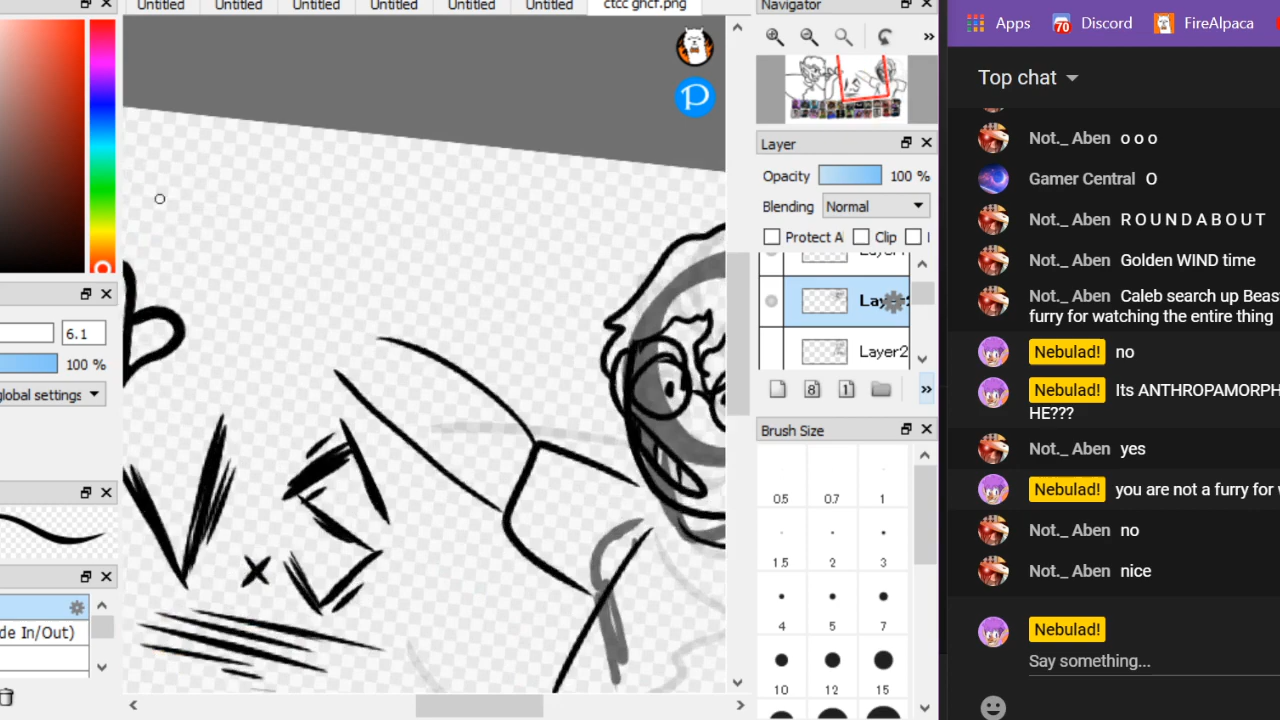 Untitled Untitled Untitled Untitled Untitled Untitled ctcc ghcf.png
Navigator
Apps Discord FireAlpaca
70
Top chat
Layer
Opacity 100 %
Blending Normal
Protect Al Clip
Layer2
6.1
100 %
global settings
de In/Out)
Brush Size
0.5 0.7 1
1.5 2 3
4 5 7
10 12 15
Not._ Aben o o o
Gamer Central O
Not._ Aben R O U N D A B O U T
Not._ Aben Golden WIND time
Not._ Aben Caleb search up Beas
furry for watching the entire thing
Nebulad! no
Nebulad! Its ANTHROPAMORPH
HE???
Not._ Aben yes
Nebulad! you are not a furry for
Not._ Aben no
Not._ Aben nice
Nebulad!
Say something...